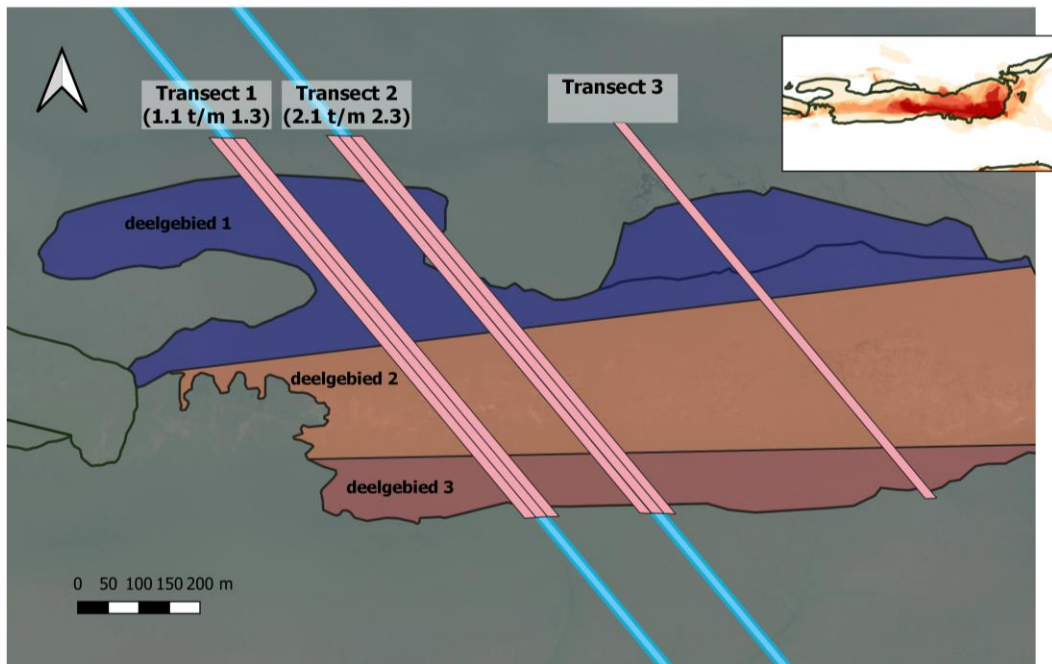 Transect 1
(1.1 t/m 1.3)
Transect 2
(2.1 t/m 2.3)
Transect 3
deelgebied 1
deelgebied 2
deelgebied 3
0 50 100 150 200 m